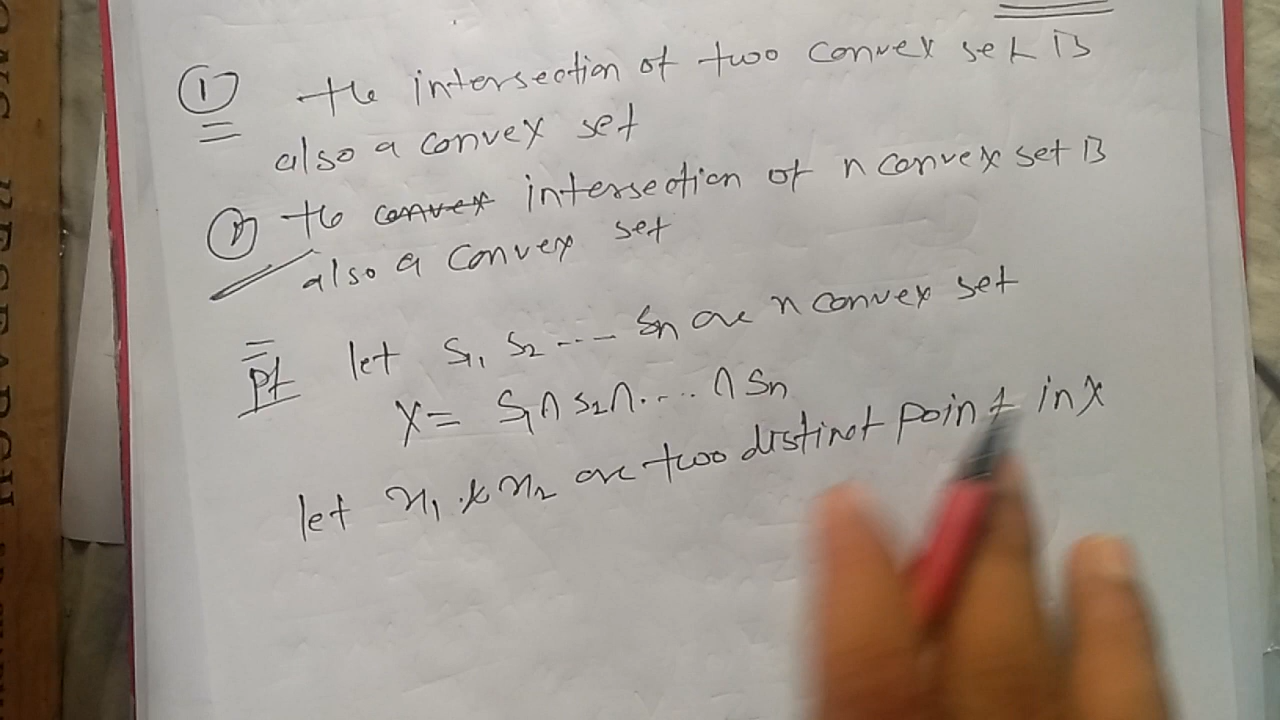 ① the intersection of two convex set is
also a convex set
② the convex intersection of n convex set is
also a convex set
Pf let S1, S2 ---- Sn are n convex set
X = S1 ∩ S2 ∩ .... ∩ Sn
let x1 & x2 are two distinct point in X
OWS RESEARCH